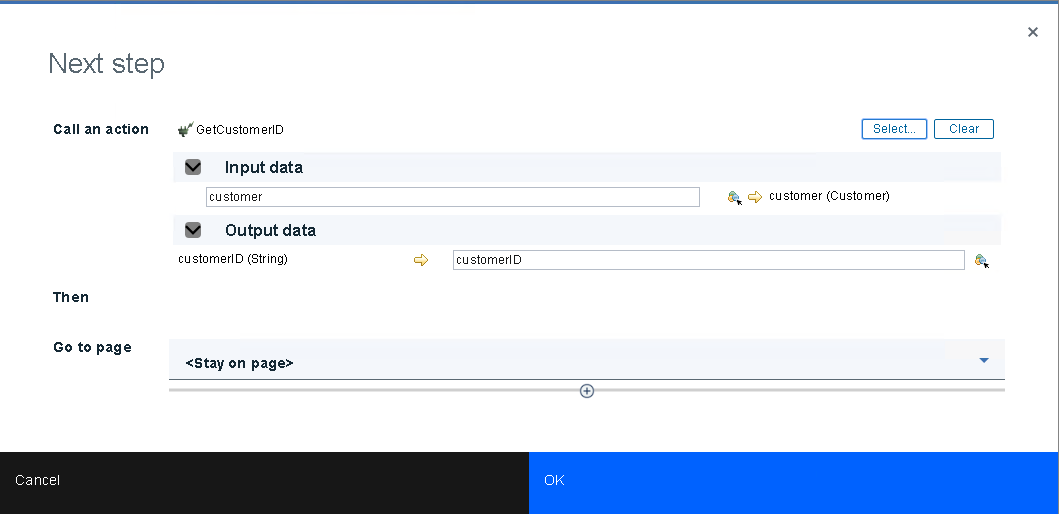 Next step
Call an action GetCustomerID Select... Clear
Input data
customer customer (Customer)
Output data
customerID (String) customerID
Then
Go to page
<Stay on page>
Cancel OK